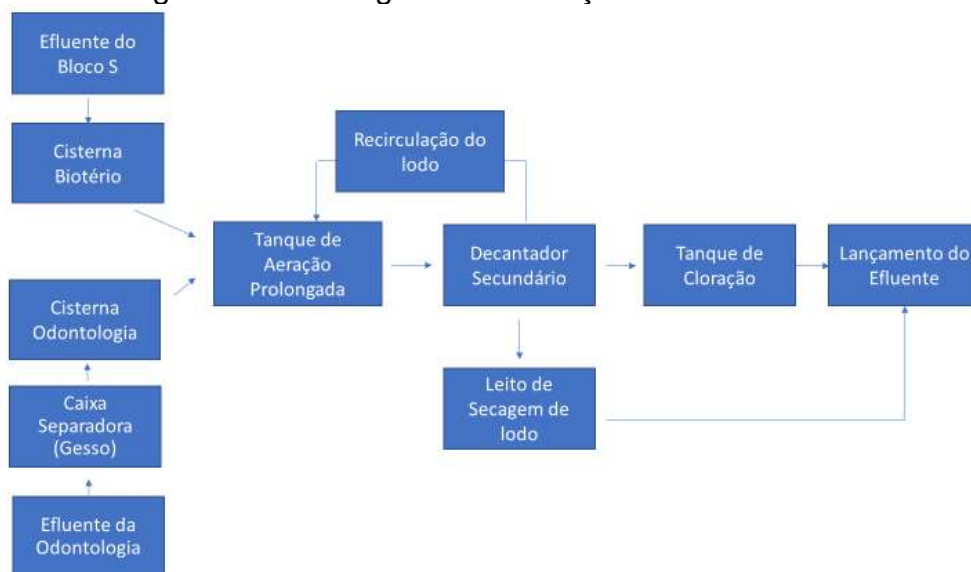 Efluente do
Bloco S
Cisterna
Biotério
Recirculação do
lodo
Tanque de
Aeração
Prolongada
Decantador
Secundário
Tanque de
Cloração
Lançamento do
Efluente
Cisterna
Odontologia
Caixa
Separadora
(Gesso)
Efluente da
Odontologia
Leito de
Secagem de
lodo